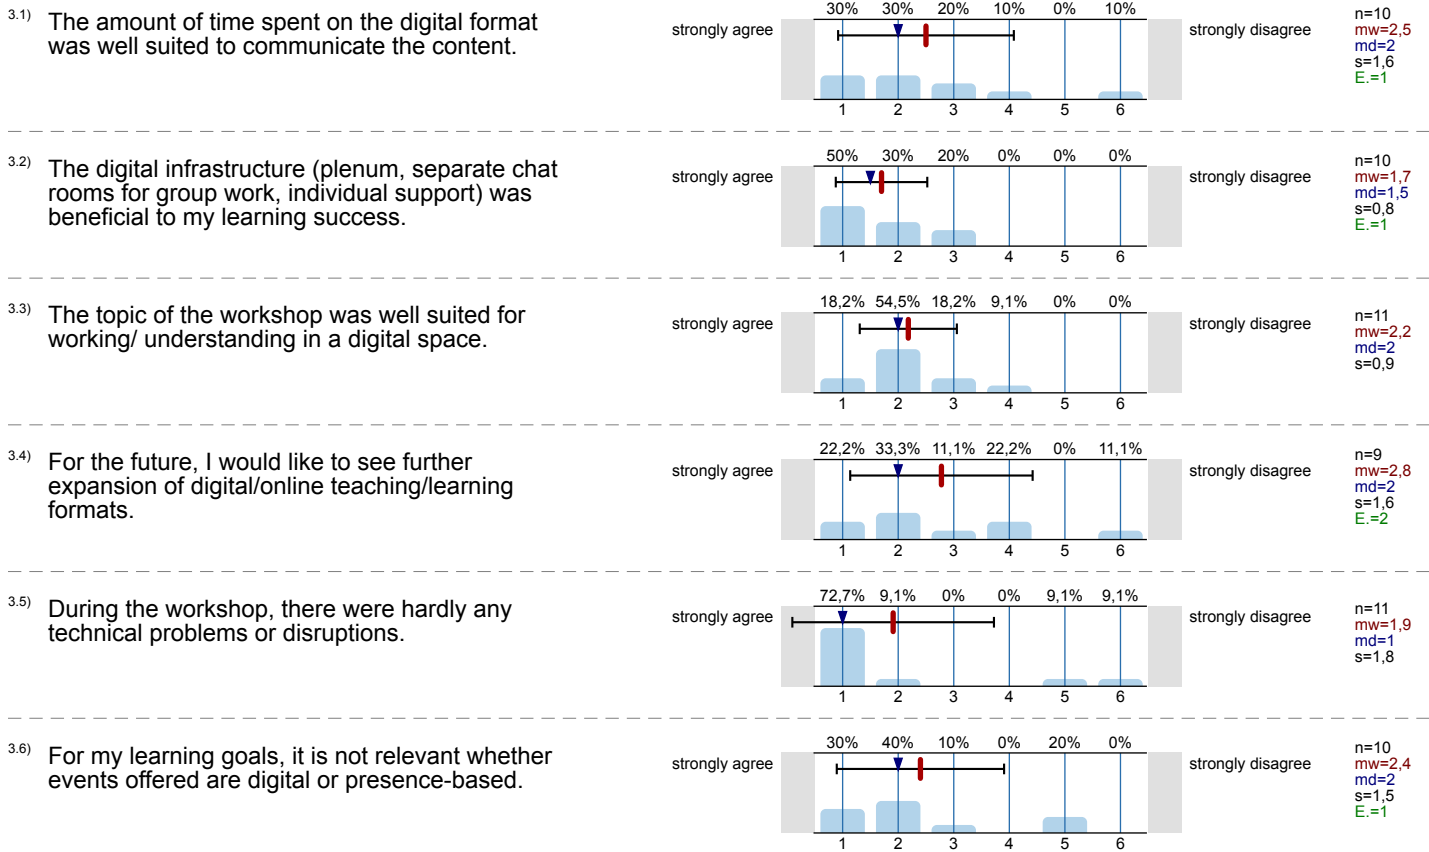 3.1) The amount of time spent on the digital format
was well suited to communicate the content.
strongly agree
30% 30% 20% 10% 0% 10%
1 2 3 4 5 6
strongly disagree
n=10
mw=2,5
md=2
s=1,6
E.=1
3.2) The digital infrastructure (plenum, separate chat
rooms for group work, individual support) was
beneficial to my learning success.
strongly agree
50% 30% 20% 0% 0% 0%
1 2 3 4 5 6
strongly disagree
n=10
mw=1,7
md=1,5
s=0,8
E.=1
3.3) The topic of the workshop was well suited for
working/ understanding in a digital space.
strongly agree
18,2% 54,5% 18,2% 9,1% 0% 0%
1 2 3 4 5 6
strongly disagree
n=11
mw=2,2
md=2
s=0,9
3.4) For the future, I would like to see further
expansion of digital/online teaching/learning
formats.
strongly agree
22,2% 33,3% 11,1% 22,2% 0% 11,1%
1 2 3 4 5 6
strongly disagree
n=9
mw=2,8
md=2
s=1,6
E.=2
3.5) During the workshop, there were hardly any
technical problems or disruptions.
strongly agree
72,7% 9,1% 0% 0% 9,1% 9,1%
1 2 3 4 5 6
strongly disagree
n=11
mw=1,9
md=1
s=1,8
3.6) For my learning goals, it is not relevant whether
events offered are digital or presence-based.
strongly agree
30% 40% 10% 0% 20% 0%
1 2 3 4 5 6
strongly disagree
n=10
mw=2,4
md=2
s=1,5
E.=1